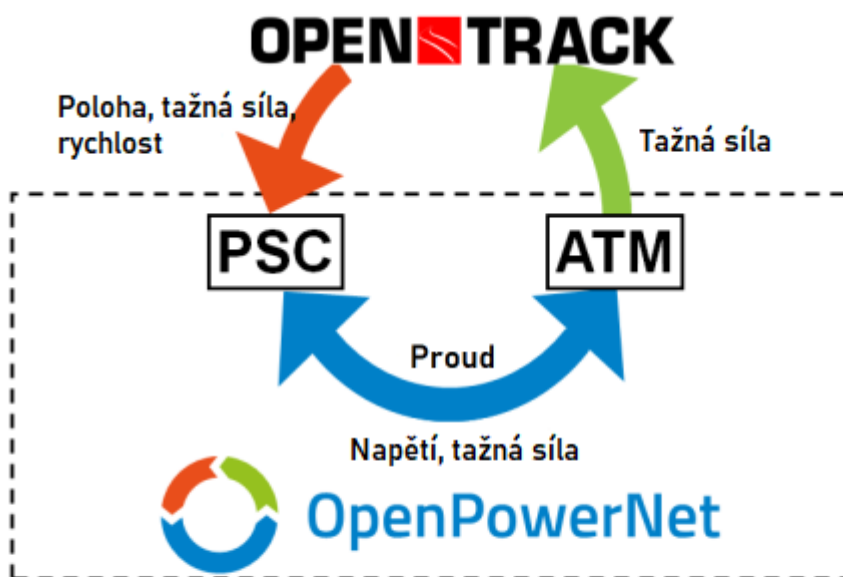 OPEN TRACK
Poloha, tažná síla,
rychlost
Tažná síla
PSC
ATM
Proud
Napětí, tažná síla
OpenPowerNet